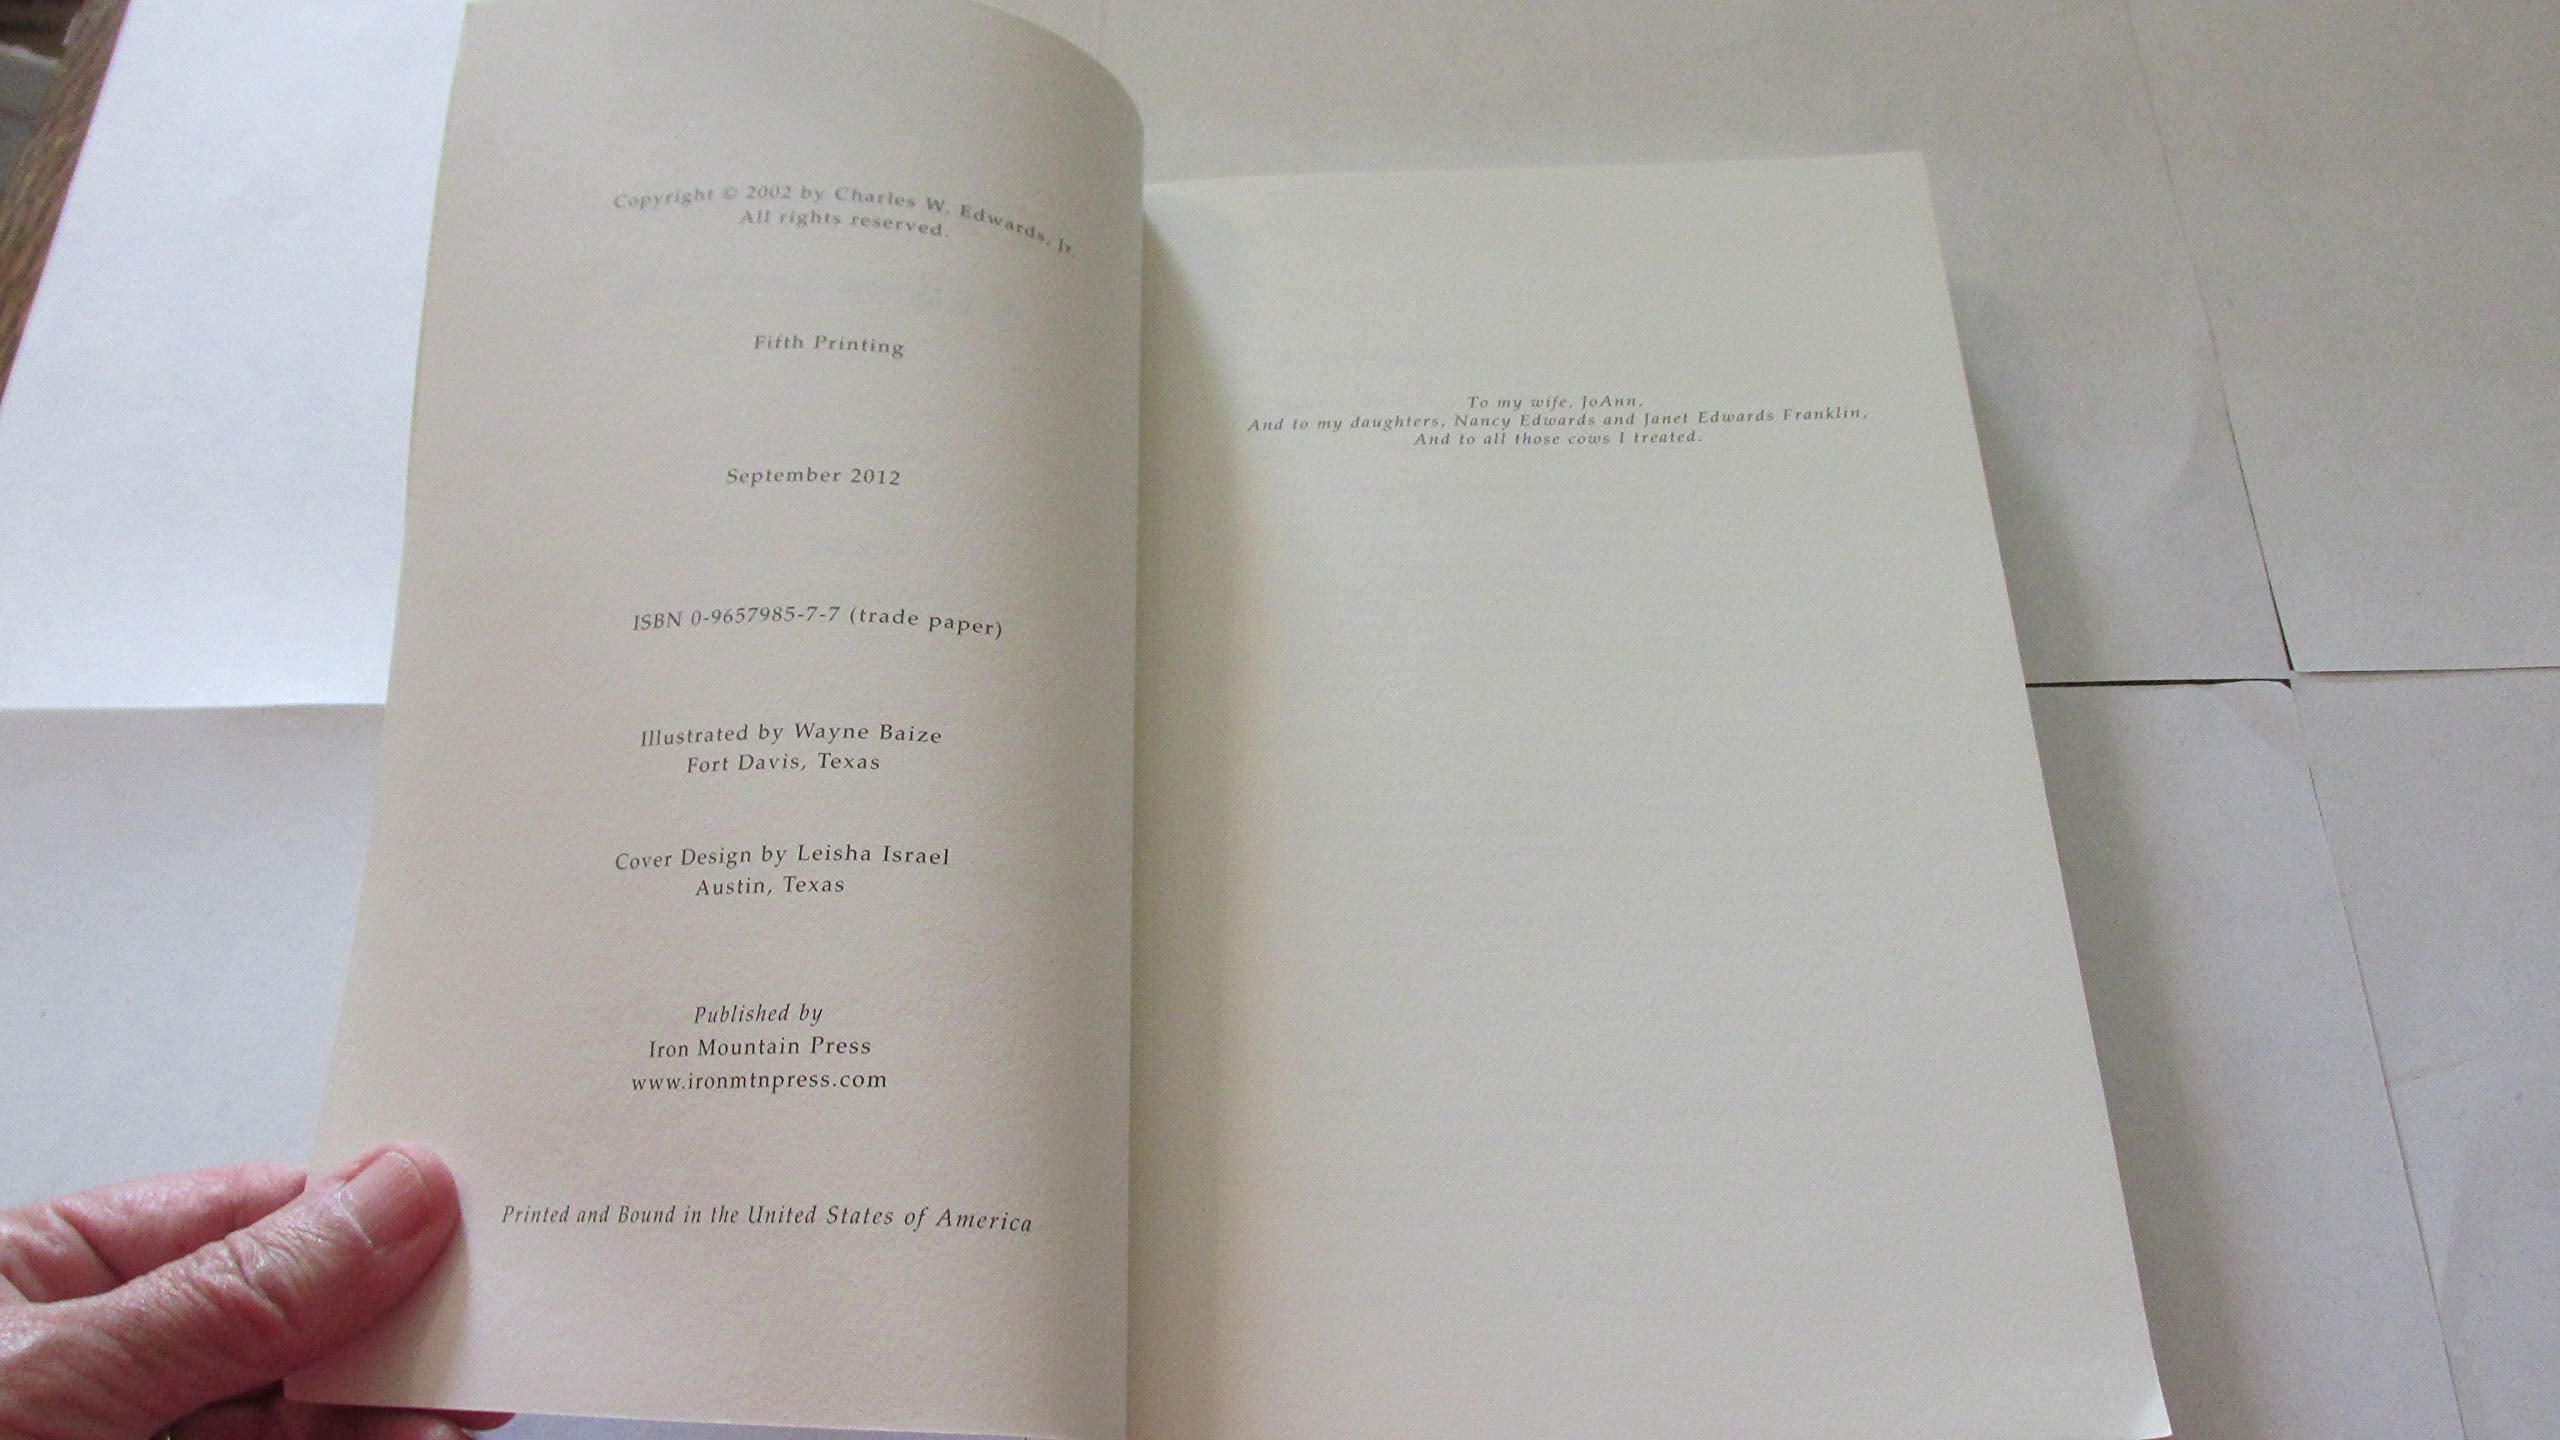 Copyright © 2002 by Charles W. Edwards, Jr.
All rights reserved.
Fifth Printing
September 2012
ISBN 0-9657985-7-7 (trade paper)
Illustrated by Wayne Baize
Fort Davis, Texas
Cover Design by Leisha Israel
Austin, Texas
Published by
Iron Mountain Press
www.ironmtnpress.com
Printed and Bound in the United States of America
To my wife, JoAnn,
And to my daughters, Nancy Edwards and Janet Edwards Franklin,
And to all those cows I treated.